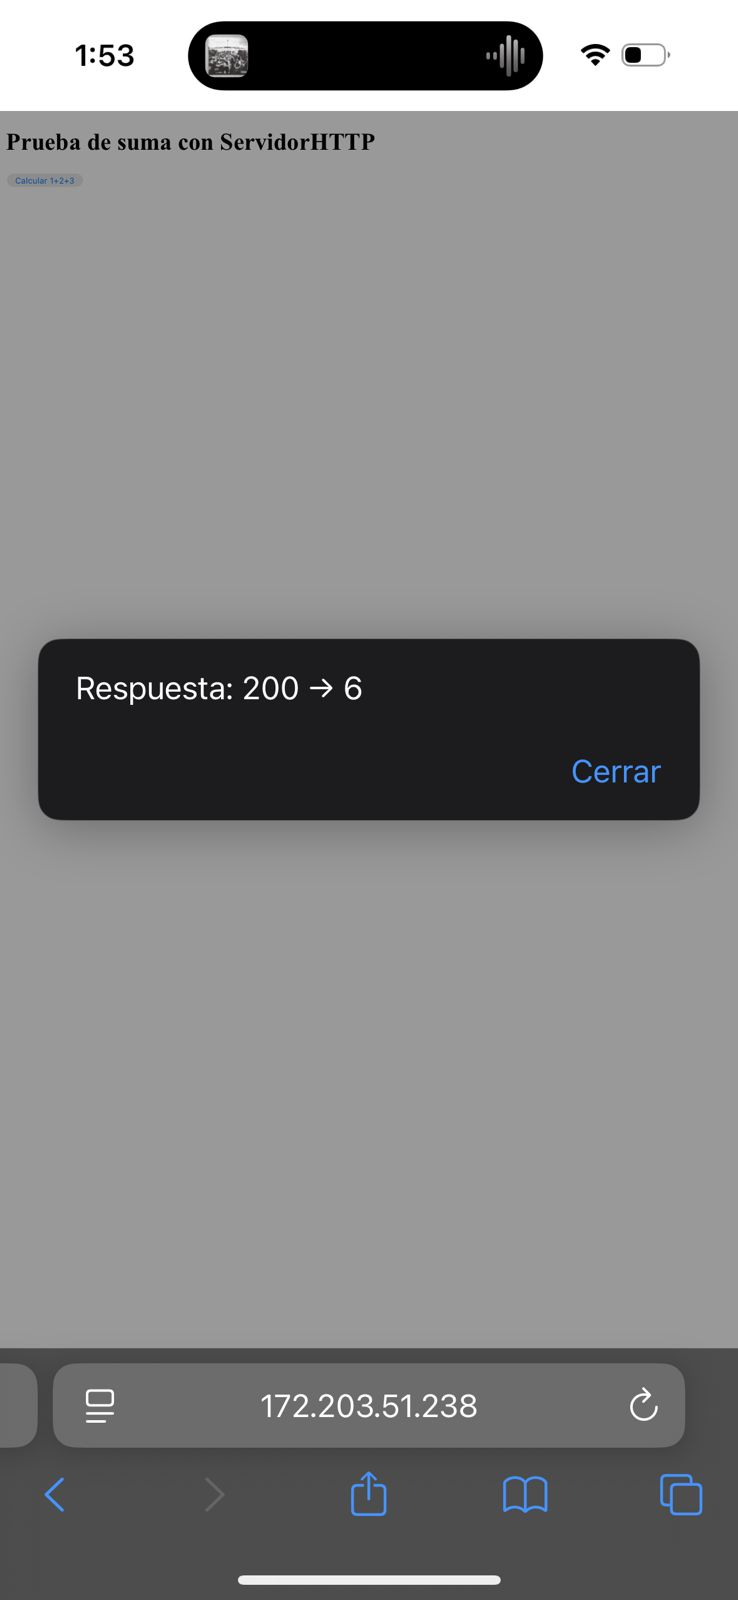 1:53
Prueba de suma con ServidorHTTP
Calcular 1+2+3
Respuesta: 200 → 6
Cerrar
172.203.51.238